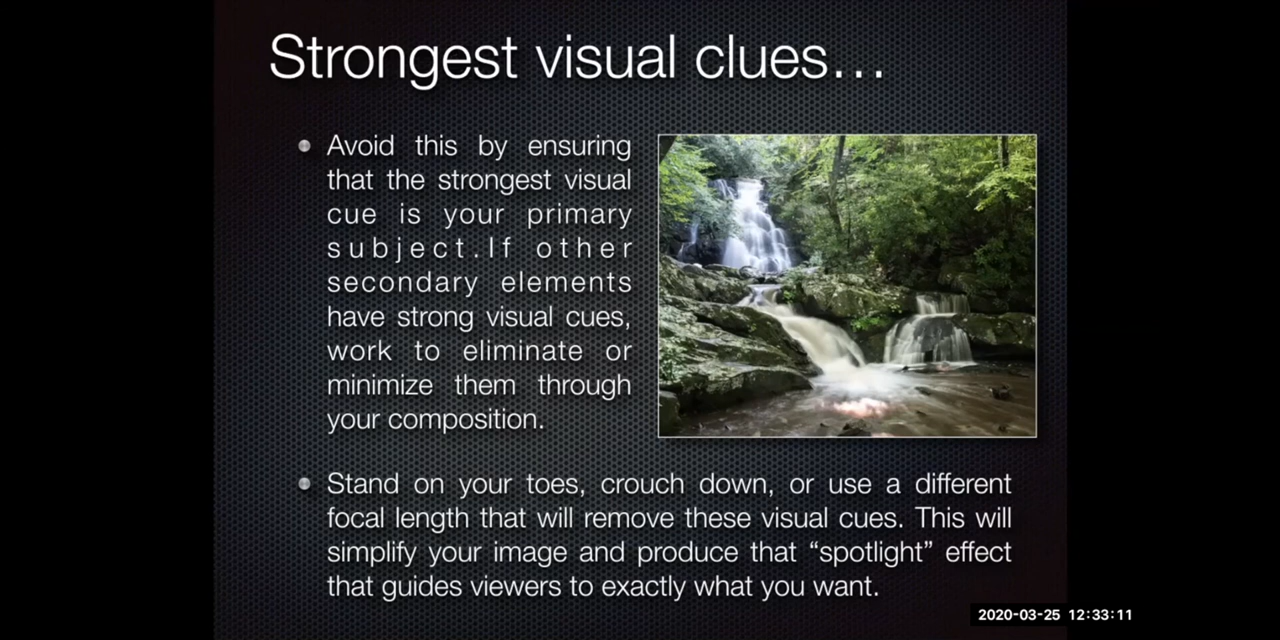 Strongest visual clues…
Avoid this by ensuring
that the strongest visual
cue is your primary
subject.If other
secondary elements
have strong visual cues,
work to eliminate or
minimize them through
your composition.
Stand on your toes, crouch down, or use a different
focal length that will remove these visual cues. This will
simplify your image and produce that “spotlight” effect
that guides viewers to exactly what you want.
2020-03-25 12:33:11